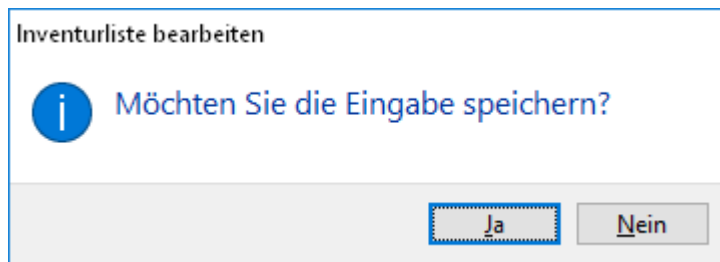 Inventurliste bearbeiten
Möchten Sie die Eingabe speichern?
Ja
Nein